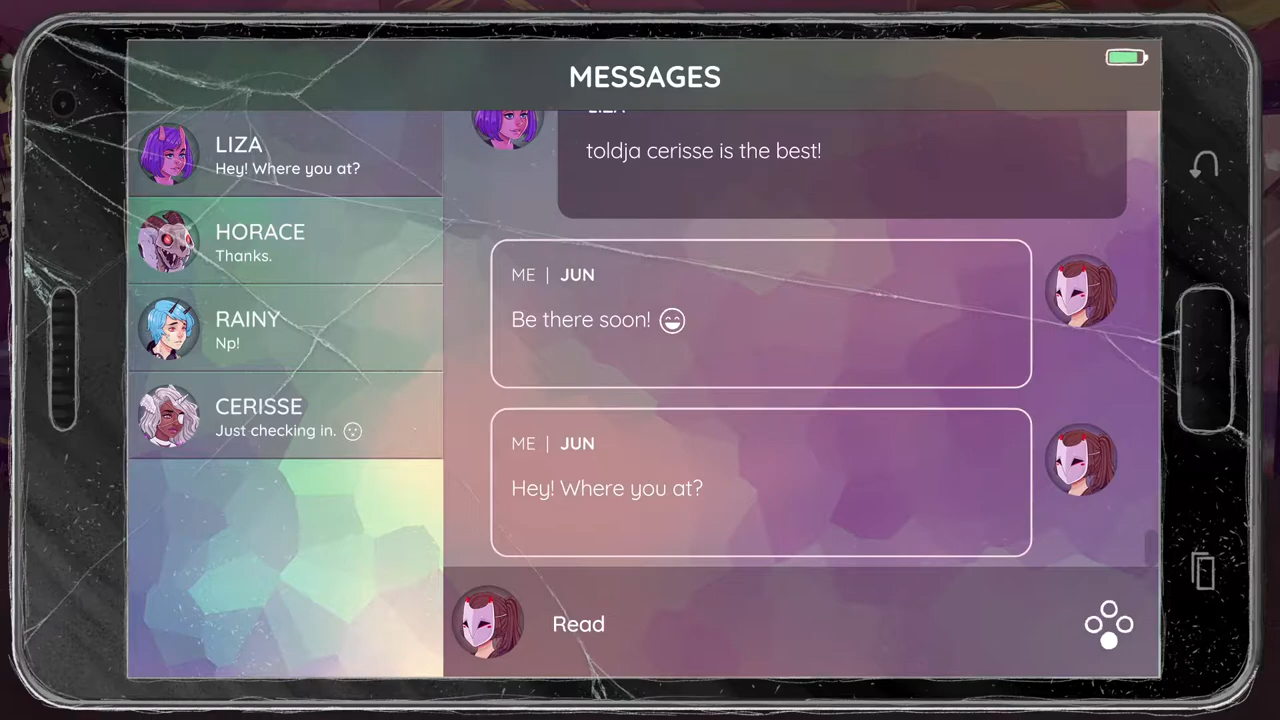 MESSAGES
LIZA
Hey! Where you at?
HORACE
Thanks.
RAINY
Np!
CERISSE
Just checking in.
LIZA
toldja cerisse is the best!
ME | JUN
Be there soon!
ME | JUN
Hey! Where you at?
Read